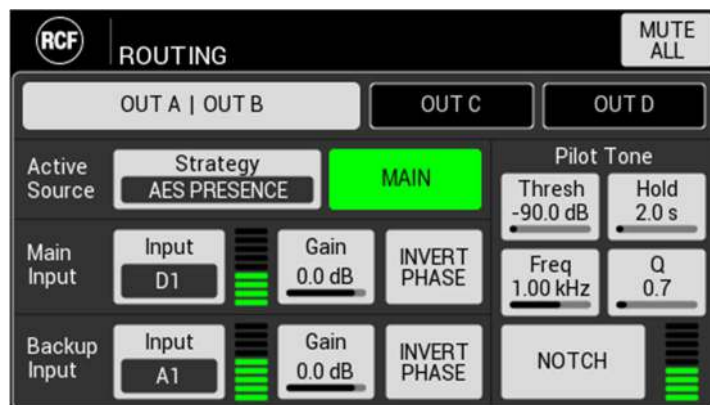 RCF
ROUTING
MUTE
ALL
OUT A | OUT B
OUT C
OUT D
Active
Source
Strategy
AES PRESENCE
MAIN
Pilot Tone
Thresh
-90.0 dB
Hold
2.0 s
Main
Input
Input
D1
Gain
0.0 dB
INVERT
PHASE
Freq
1.00 kHz
Q
0.7
Backup
Input
Input
A1
Gain
0.0 dB
INVERT
PHASE
NOTCH